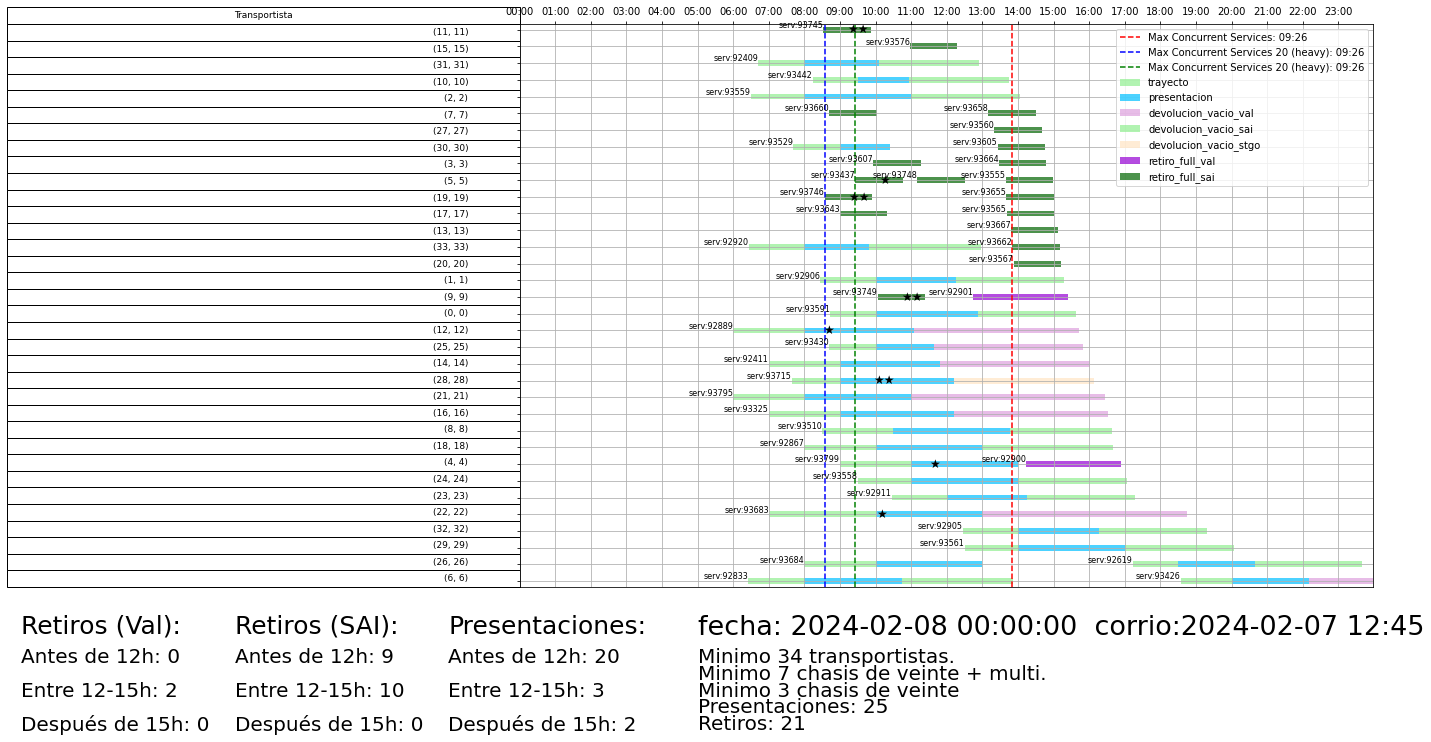 Transportista
00:00 01:00 02:00 03:00 04:00 05:00 06:00 07:00 08:00 09:00 10:00 11:00 12:00 13:00 14:00 15:00 16:00 17:00 18:00 19:00 20:00 21:00 22:00 23:00
(11, 11) serv:93745
(15, 15) serv:93576
(31, 31) serv:92409
(10, 10) serv:93442
(2, 2) serv:93559
(7, 7) serv:93660 serv:93658
(27, 27) serv:93560
(30, 30) serv:93529 serv:93605
(3, 3) serv:93607 serv:93664
(5, 5) serv:93437 serv:93748 serv:93555
(19, 19) serv:93746 serv:93655
(17, 17) serv:93643 serv:93565
(13, 13) serv:93667
(33, 33) serv:92920 serv:93662
(20, 20) serv:93567
(1, 1) serv:92906
(9, 9) serv:93749 serv:92901
(0, 0) serv:93591
(12, 12) serv:92889
(25, 25) serv:93430
(14, 14) serv:92411
(28, 28) serv:93715
(21, 21) serv:93795
(16, 16) serv:93325
(8, 8) serv:93510
(18, 18) serv:92867
(4, 4) serv:93799 serv:92900
(24, 24) serv:93558
(23, 23) serv:92911
(22, 22) serv:93683
(32, 32) serv:92905
(29, 29) serv:93561
(26, 26) serv:93684 serv:92619
(6, 6) serv:92833 serv:93426
Max Concurrent Services: 09:26
Max Concurrent Services 20 (heavy): 09:26
Max Concurrent Services 20 (heavy): 09:26
trayecto
presentacion
devolucion_vacio_val
devolucion_vacio_sai
devolucion_vacio_stgo
retiro_full_val
retiro_full_sai
Retiros (Val):
Antes de 12h: 0
Entre 12-15h: 2
Después de 15h: 0
Retiros (SAI):
Antes de 12h: 9
Entre 12-15h: 10
Después de 15h: 0
Presentaciones:
Antes de 12h: 20
Entre 12-15h: 3
Después de 15h: 2
fecha: 2024-02-08 00:00:00 corrio:2024-02-07 12:45
Minimo 34 transportistas.
Minimo 7 chasis de veinte + multi.
Minimo 3 chasis de veinte
Presentaciones: 25
Retiros: 21